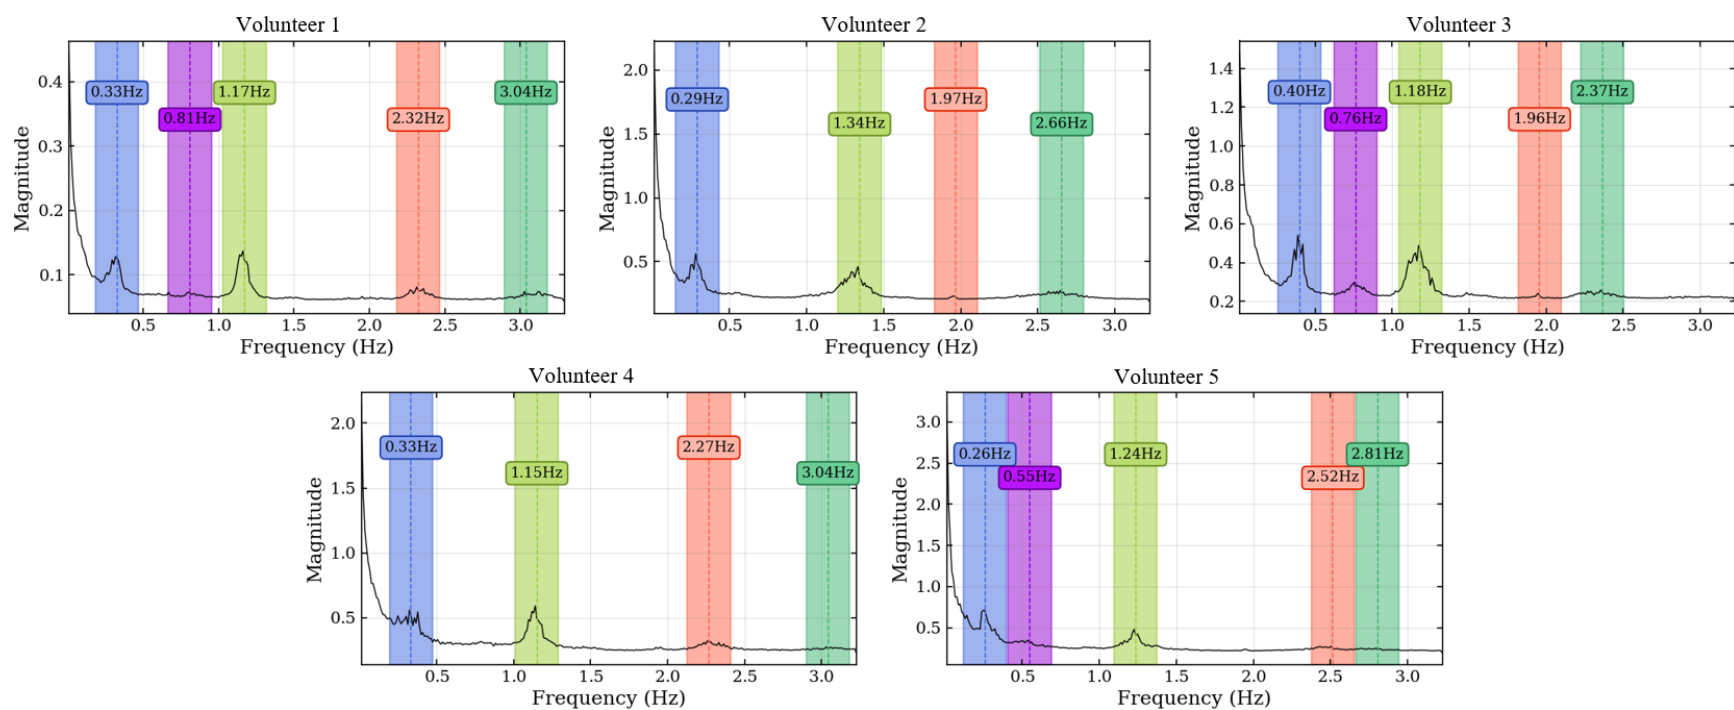 Volunteer 1
0.4
0.3
0.2
0.1
Magnitude
0.33Hz
0.81Hz
1.17Hz
2.32Hz
3.04Hz
0.5 1.0 1.5 2.0 2.5 3.0
Frequency (Hz)
Volunteer 2
2.0
1.5
1.0
0.5
Magnitude
0.29Hz
1.34Hz
1.97Hz
2.66Hz
0.5 1.0 1.5 2.0 2.5 3.0
Frequency (Hz)
Volunteer 3
1.4
1.2
1.0
0.8
0.6
0.4
0.2
Magnitude
0.40Hz
0.76Hz
1.18Hz
1.96Hz
2.37Hz
0.5 1.0 1.5 2.0 2.5 3.0
Frequency (Hz)
Volunteer 4
2.0
1.5
1.0
0.5
Magnitude
0.33Hz
1.15Hz
2.27Hz
3.04Hz
0.5 1.0 1.5 2.0 2.5 3.0
Frequency (Hz)
Volunteer 5
3.0
2.5
2.0
1.5
1.0
0.5
Magnitude
0.26Hz
0.55Hz
1.24Hz
2.52Hz
2.81Hz
0.5 1.0 1.5 2.0 2.5 3.0
Frequency (Hz)